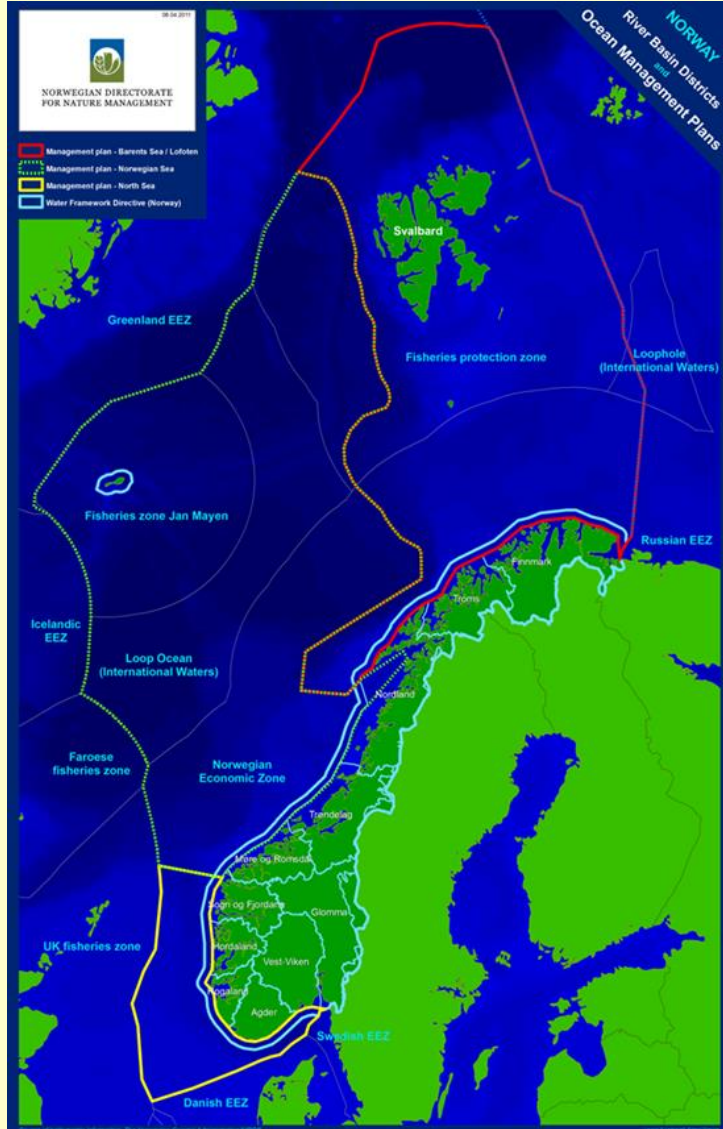 08.04.2011
NORWEGIAN DIRECTORATE
FOR NATURE MANAGEMENT
NORWAY
River Basin Districts
and
Ocean Management Plans
Management plan - Barents Sea / Lofoten
Management plan - Norwegian Sea
Management plan - North Sea
Water Framework Directive (Norway)
Svalbard
Greenland EEZ
Fisheries protection zone
Loophole
(International Waters)
Fisheries zone Jan Mayen
Russian EEZ
Finnmark
Troms
Icelandic
EEZ
Loop Ocean
(International Waters)
Nordland
Faroese
fisheries zone
Norwegian
Economic Zone
Trøndelag
Møre og Romsdal
Sogn og Fjordane
Glomma
UK fisheries zone
Hordaland
Vest-Viken
Rogaland
Agder
Swedish EEZ
Danish EEZ